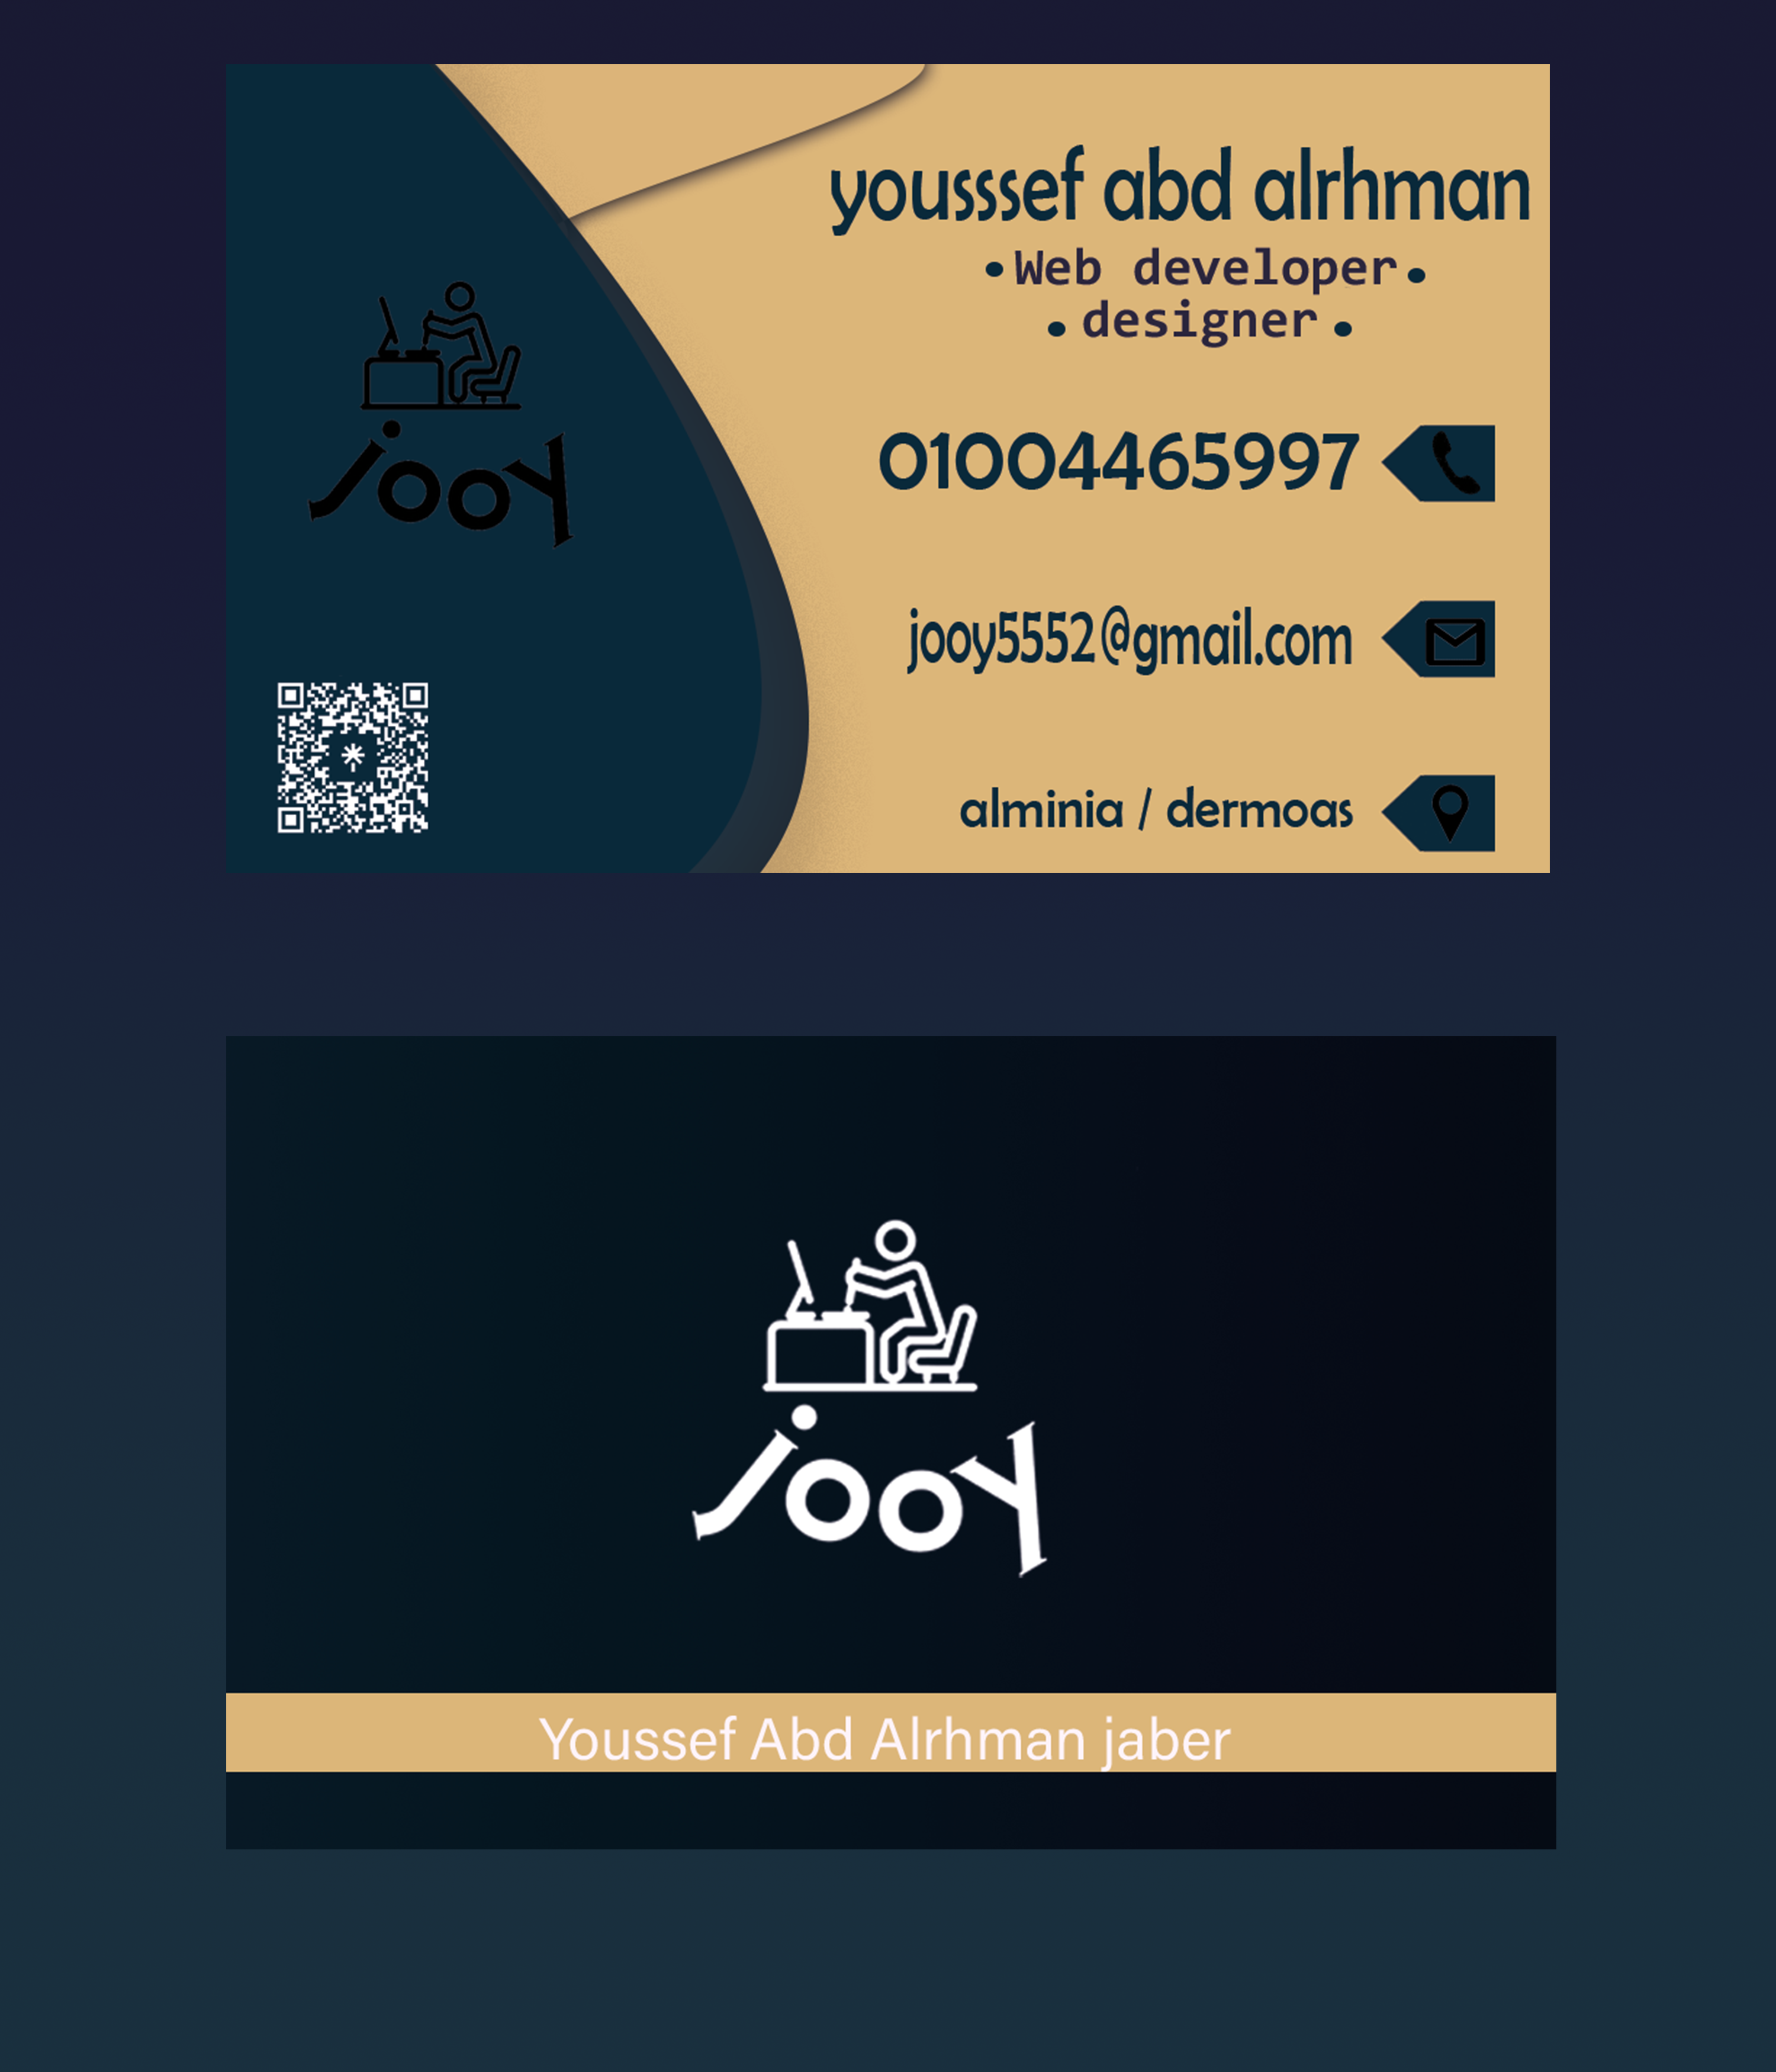 yousssef abd alrhman
•Web developer•
•designer•
jooy
01004465997
jooy5552@gmail.com
alminia / dermoas
jooy
Youssef Abd Alrhman jaber